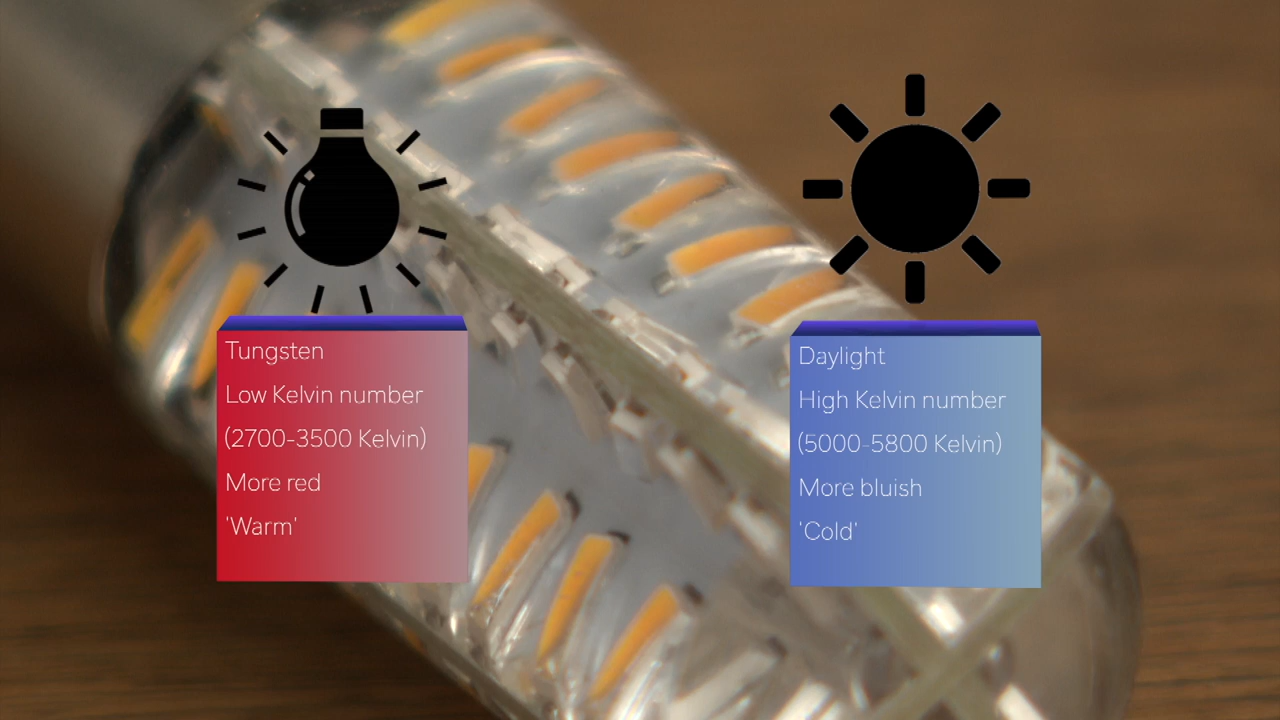 Tungsten
Low Kelvin number
(2700-3500 Kelvin)
More red
'Warm'
Daylight
High Kelvin number
(5000-5800 Kelvin)
More bluish
'Cold'